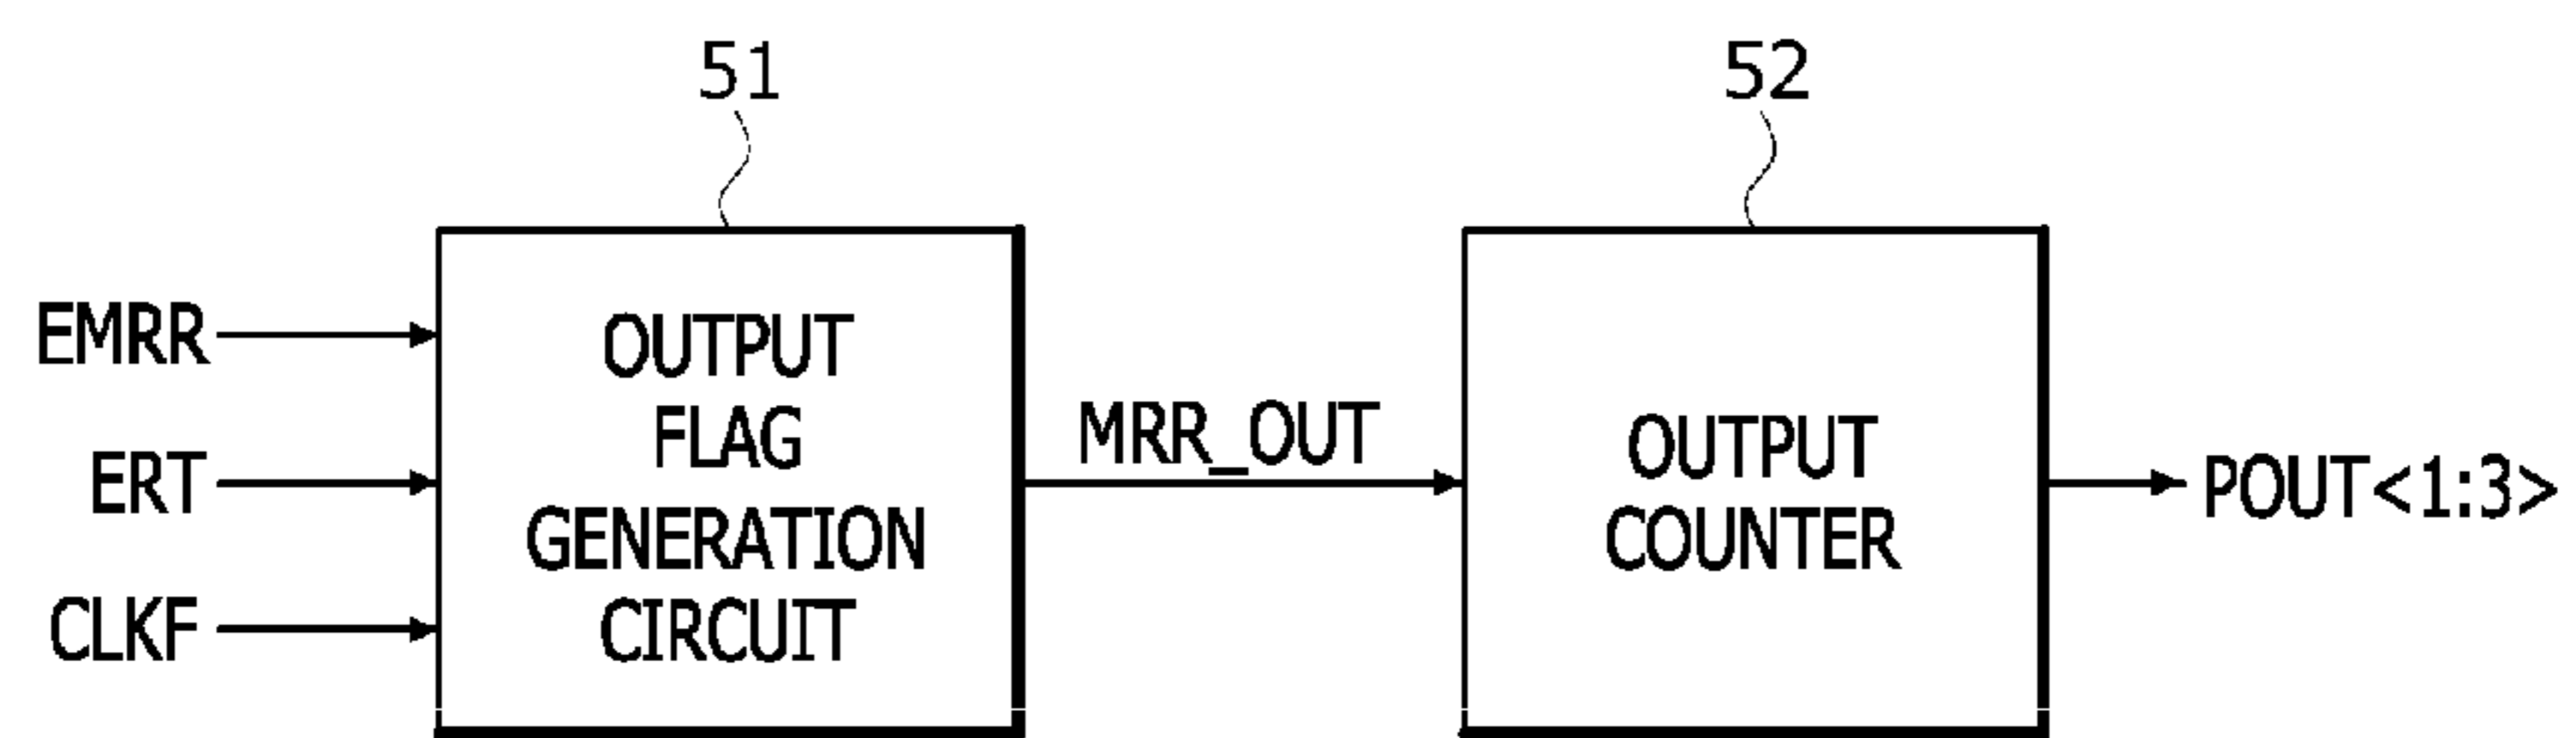 51
52
EMRR
ERT
CLKF
OUTPUT
FLAG
GENERATION
CIRCUIT
MRR_OUT
OUTPUT
COUNTER
POUT<1:3>